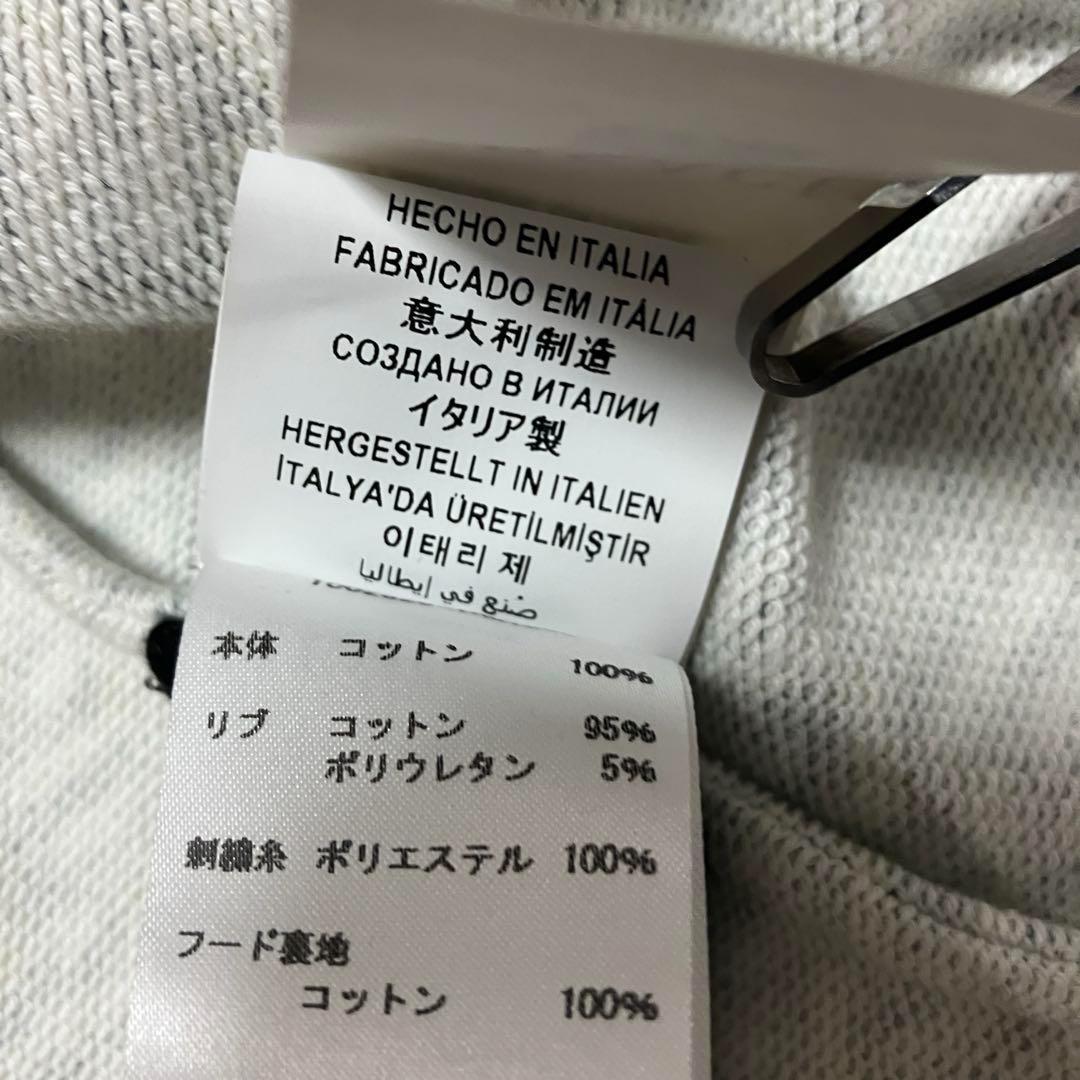 HECHO EN ITALIA
FABRICADO EM ITÁLIA
意大利制造
СОЗДАНО В ИТАЛИИ
イタリア製
HERGESTELLT IN ITALIEN
İTALYA'DA ÜRETİLMİŞTİR
이태리 제
صُنع في إيطاليا
本体 コットン 100%
リブ コットン 95%
ポリウレタン 5%
刺繍糸 ポリエステル 100%
フード裏地
コットン 100%